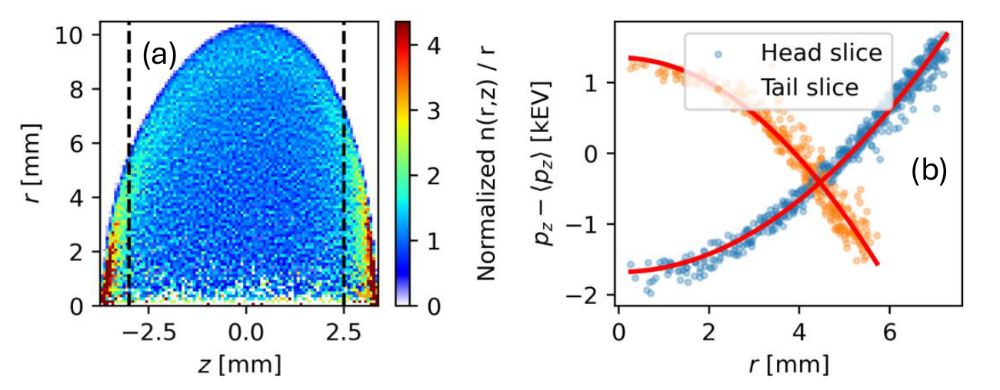 (a)
10
8
6
4
2
0
r [mm]
−2.5
0.0
2.5
z [mm]
4
3
2
1
0
Normalized n(r,z) / r
Head slice
Tail slice
(b)
1
0
−1
−2
p_z − ⟨p_z⟩ [kEV]
0
2
4
6
r [mm]